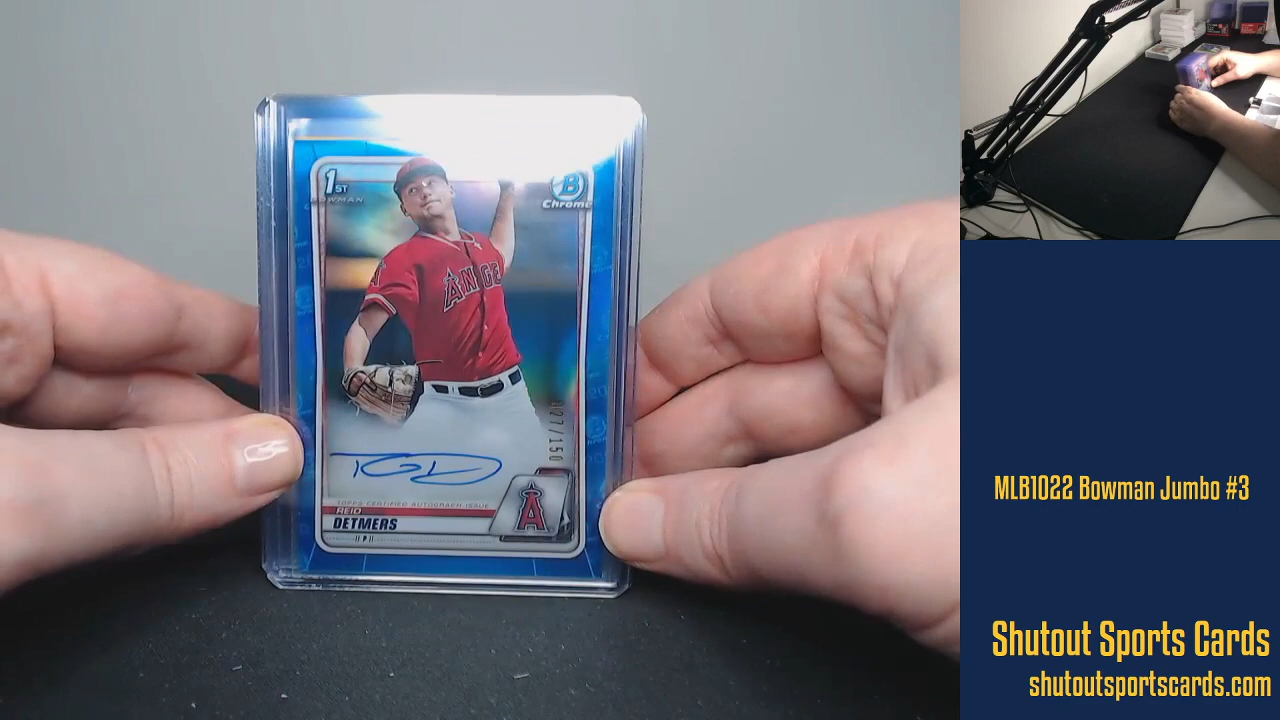 1ST
BOWMAN
B
Chrome
ANGE
027/150
TOPPS CERTIFIED AUTOGRAPH ISSUE
REID
DETMERS
P
A
MLB1022 Bowman Jumbo #3
Shutout Sports Cards
shutoutsportscards.com